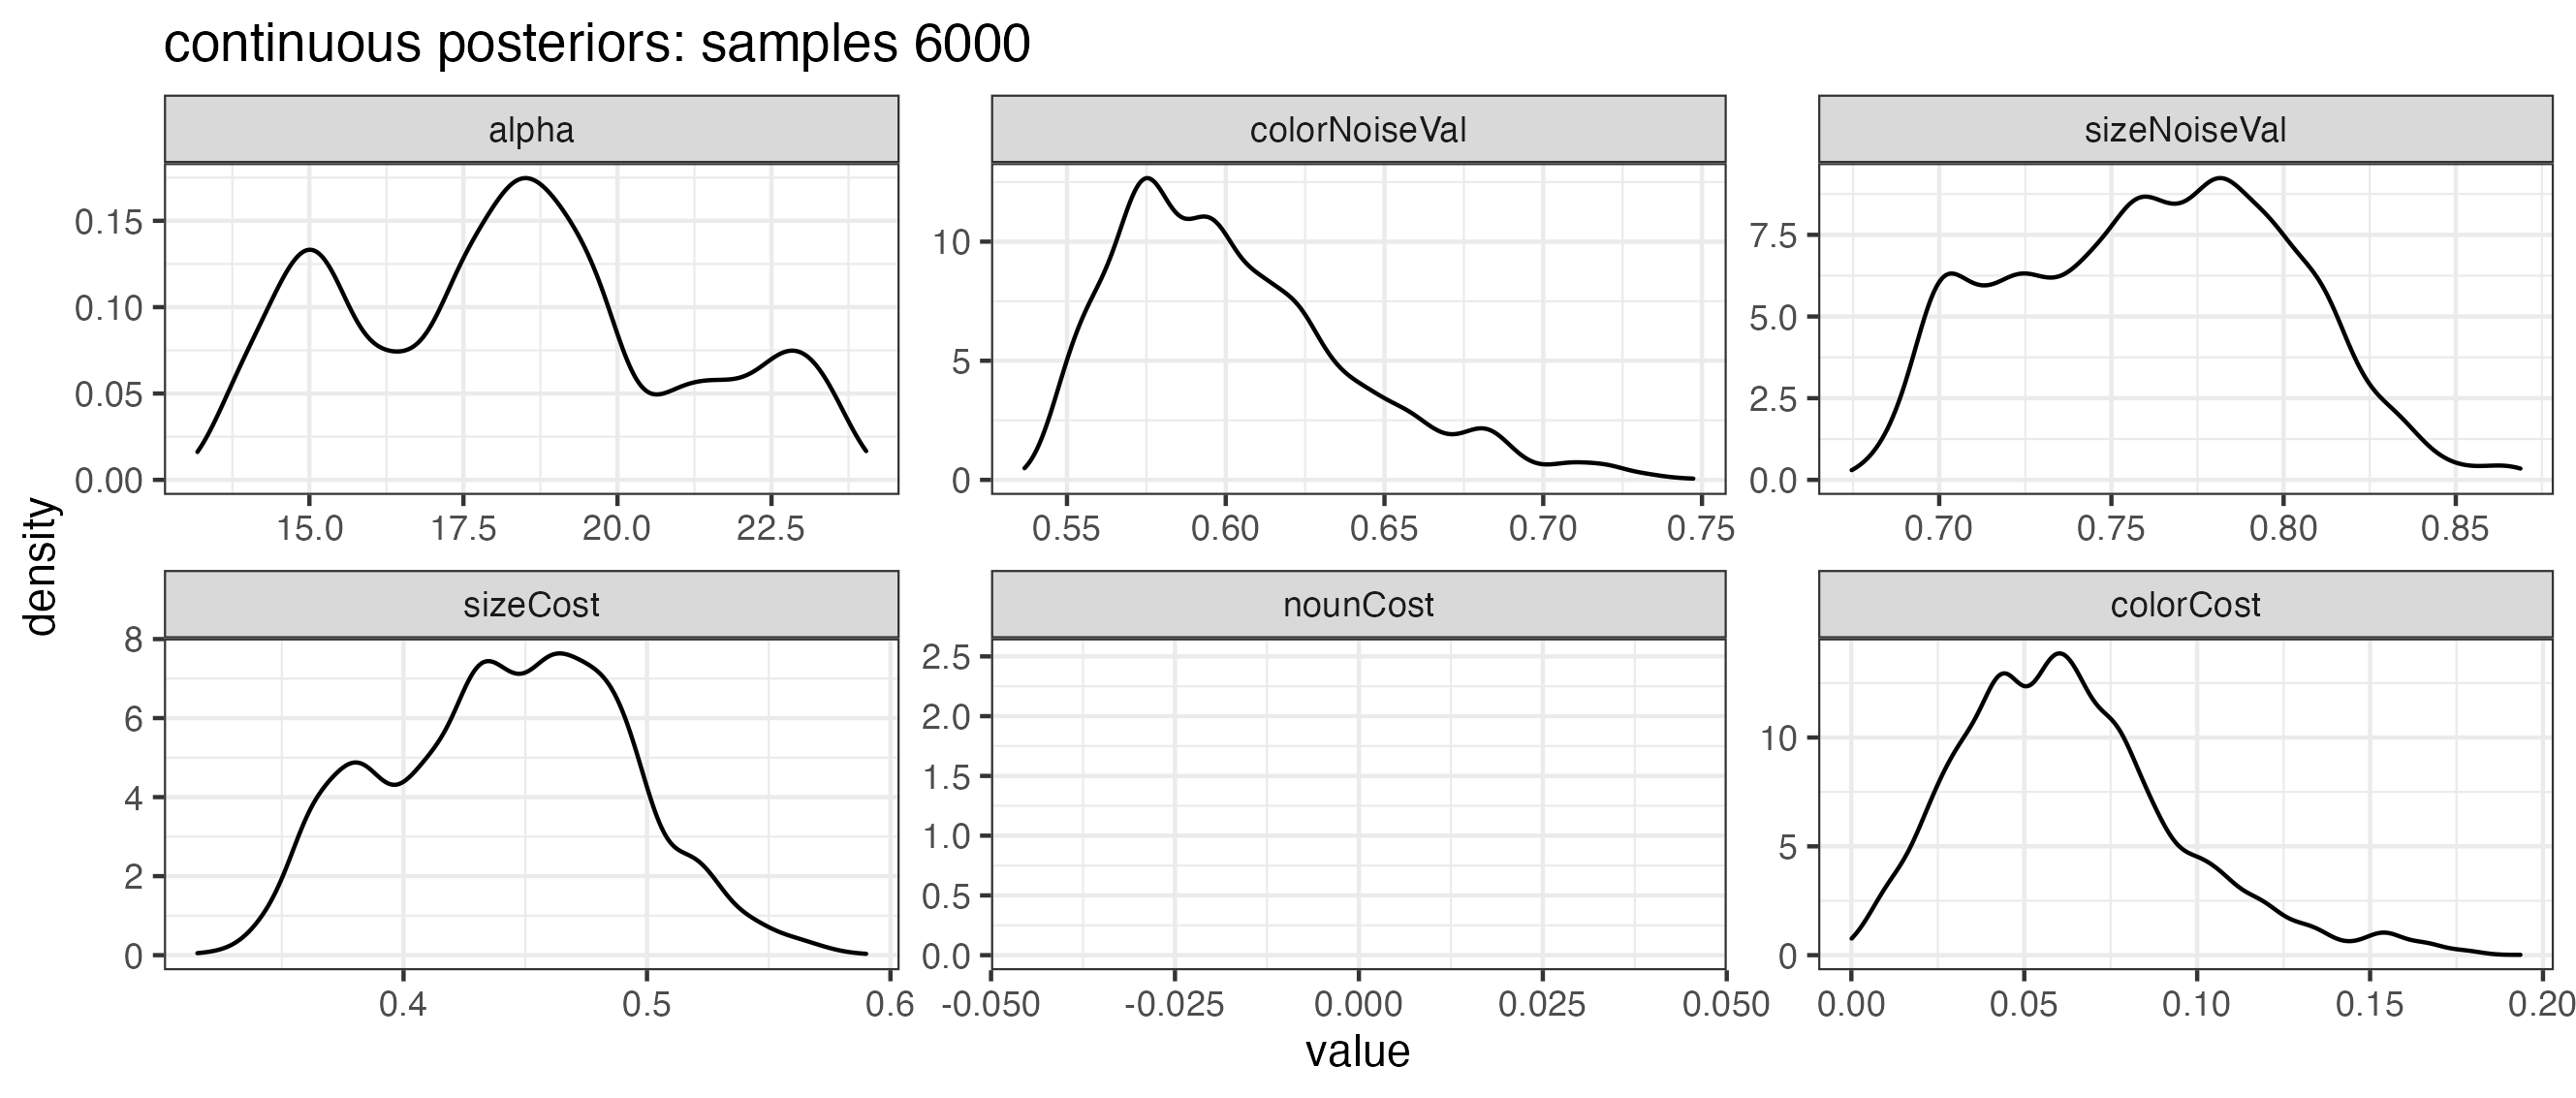 continuous posteriors: samples 6000
alpha
colorNoiseVal
sizeNoiseVal
0.15
0.10
0.05
0.00
10
5
0
7.5
5.0
2.5
0.0
15.0 17.5 20.0 22.5
0.55 0.60 0.65 0.70 0.75
0.70 0.75 0.80 0.85
density
sizeCost
nounCost
colorCost
8
6
4
2
0
2.5
2.0
1.5
1.0
0.5
0.0
10
5
0
0.4 0.5 0.6
-0.050 -0.025 0.000 0.025 0.050
0.00 0.05 0.10 0.15 0.20
value